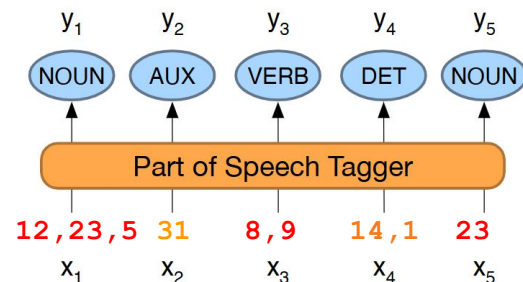 y1 y2 y3 y4 y5
NOUN AUX VERB DET NOUN
Part of Speech Tagger
12,23,5 31 8,9 14,1 23
x1 x2 x3 x4 x5